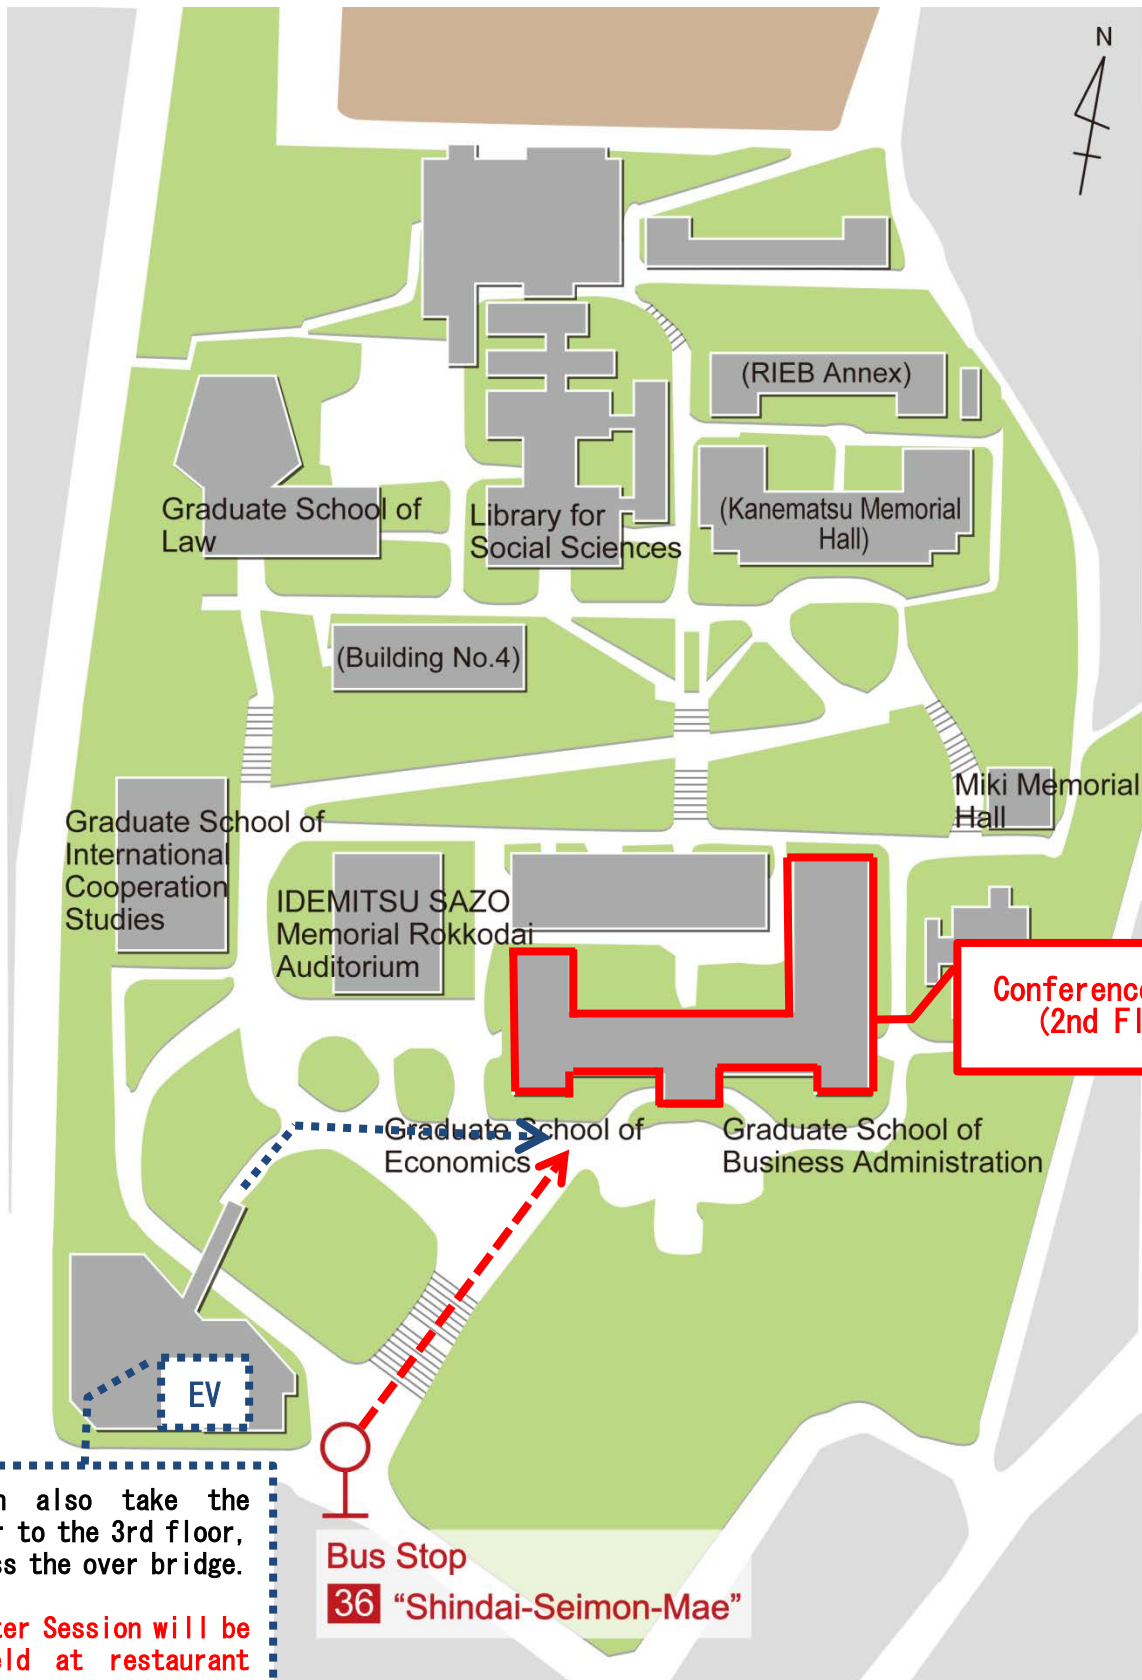 N
(RIEB Annex)
Graduate School of
Law
Library for
Social Sciences
(Kanematsu Memorial
Hall)
(Building No.4)
Miki Memorial
Hall
Graduate School of
International
Cooperation
Studies
IDEMITSU SAZO
Memorial Rokkodai
Auditorium
Conference
(2nd Fl
Graduate School of
Economics
Graduate School of
Business Administration
EV
also take the
to the 3rd floor,
the over bridge.
Session will be
at restaurant
Bus Stop
36 “Shindai-Seimon-Mae”